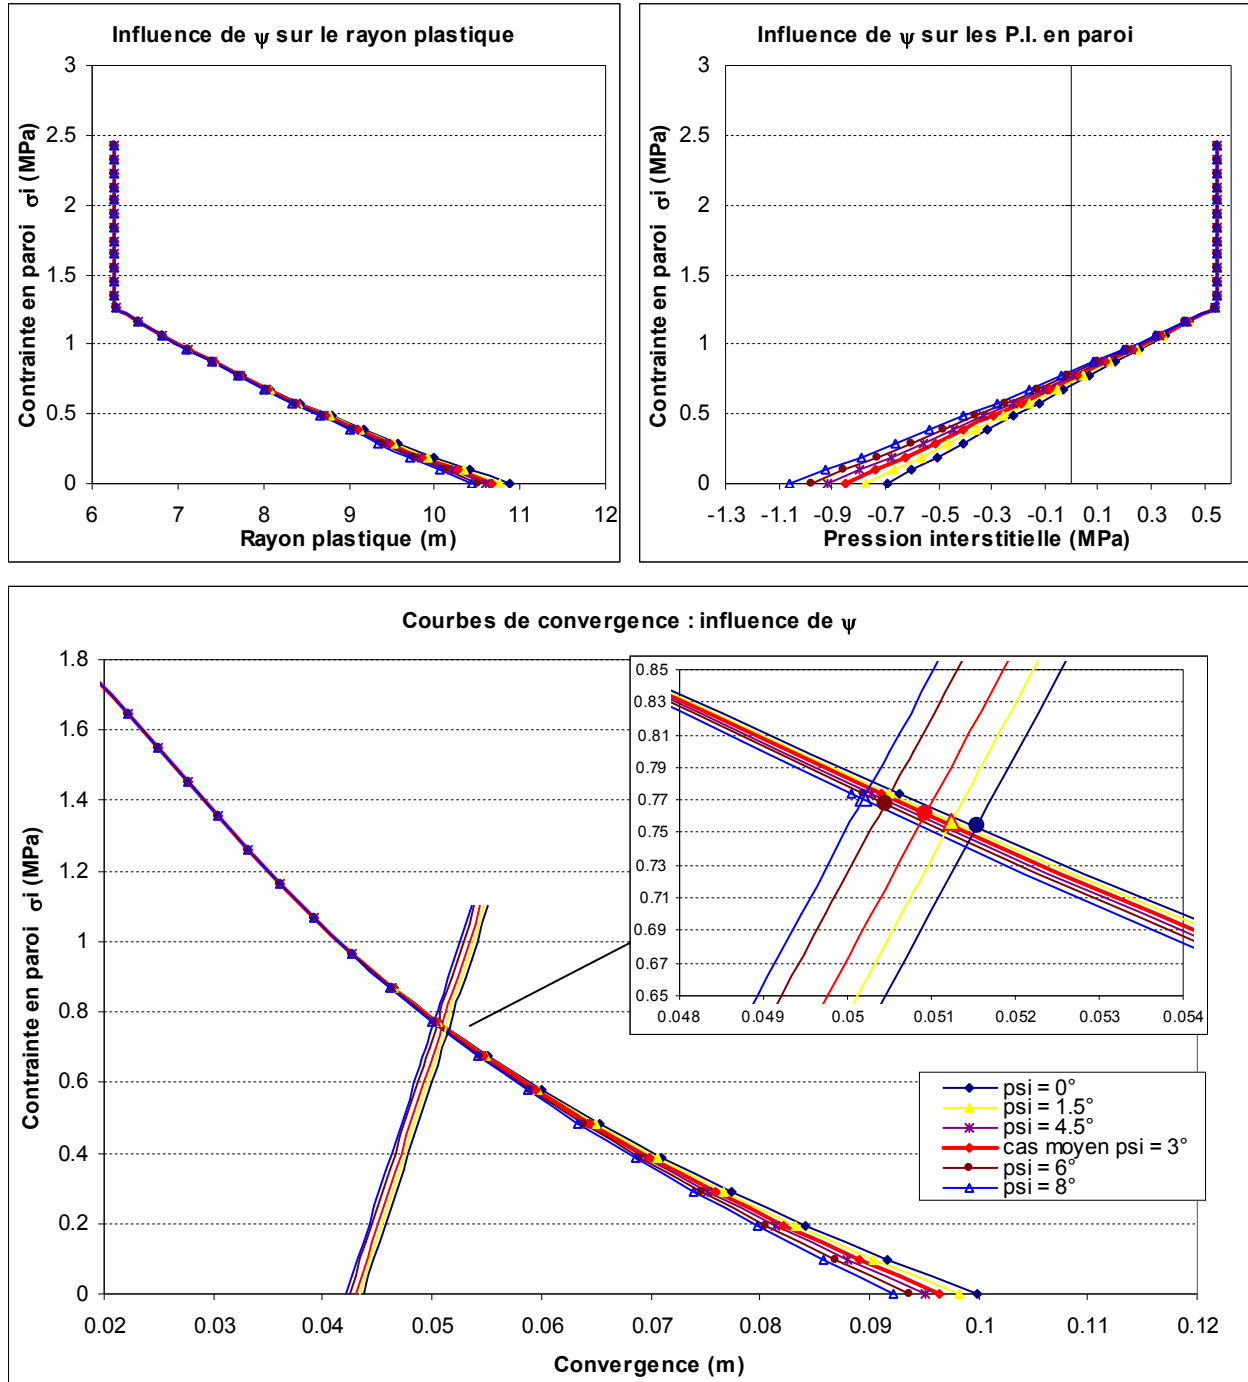 Influence de ψ sur le rayon plastique
Contrainte en paroi σi (MPa)
3
2.5
2
1.5
1
0.5
0
6 7 8 9 10 11 12
Rayon plastique (m)
Influence de ψ sur les P.I. en paroi
Contrainte en paroi σi (MPa)
3
2.5
2
1.5
1
0.5
0
-1.3 -1.1 -0.9 -0.7 -0.5 -0.3 -0.1 0.1 0.3 0.5
Pression interstitielle (MPa)
Courbes de convergence : influence de ψ
Contrainte en paroi σi (MPa)
1.8
1.6
1.4
1.2
1
0.8
0.6
0.4
0.2
0
0.02 0.03 0.04 0.05 0.06 0.07 0.08 0.09 0.1 0.11 0.12
Convergence (m)
0.85
0.83
0.81
0.79
0.77
0.75
0.73
0.71
0.69
0.67
0.65
0.048 0.049 0.05 0.051 0.052 0.053 0.054
psi = 0°
psi = 1.5°
psi = 4.5°
cas moyen psi = 3°
psi = 6°
psi = 8°